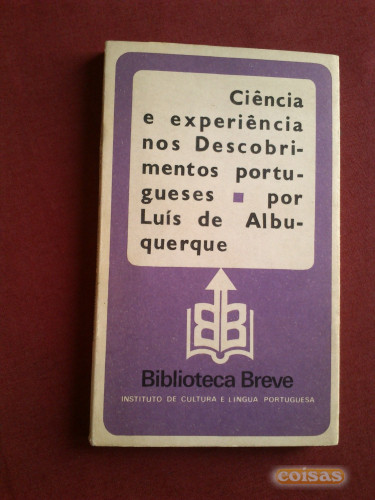 Ciência
e experiência
nos Descobri-
mentos portu-
gueses ▪ por
Luís de Albu-
querque
BB
Biblioteca Breve
INSTITUTO DE CULTURA E LÍNGUA PORTUGUESA
coisas